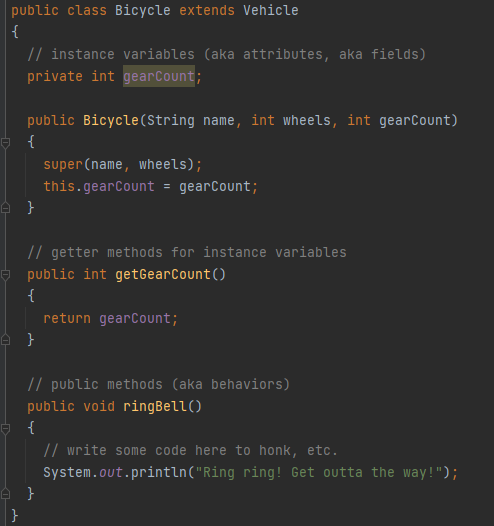 public class Bicycle extends Vehicle
{
  // instance variables (aka attributes, aka fields)
  private int gearCount;

  public Bicycle(String name, int wheels, int gearCount)
  {
    super(name, wheels);
    this.gearCount = gearCount;
  }

  // getter methods for instance variables
  public int getGearCount()
  {
    return gearCount;
  }

  // public methods (aka behaviors)
  public void ringBell()
  {
    // write some code here to honk, etc.
    System.out.println("Ring ring! Get outta the way!");
  }
}